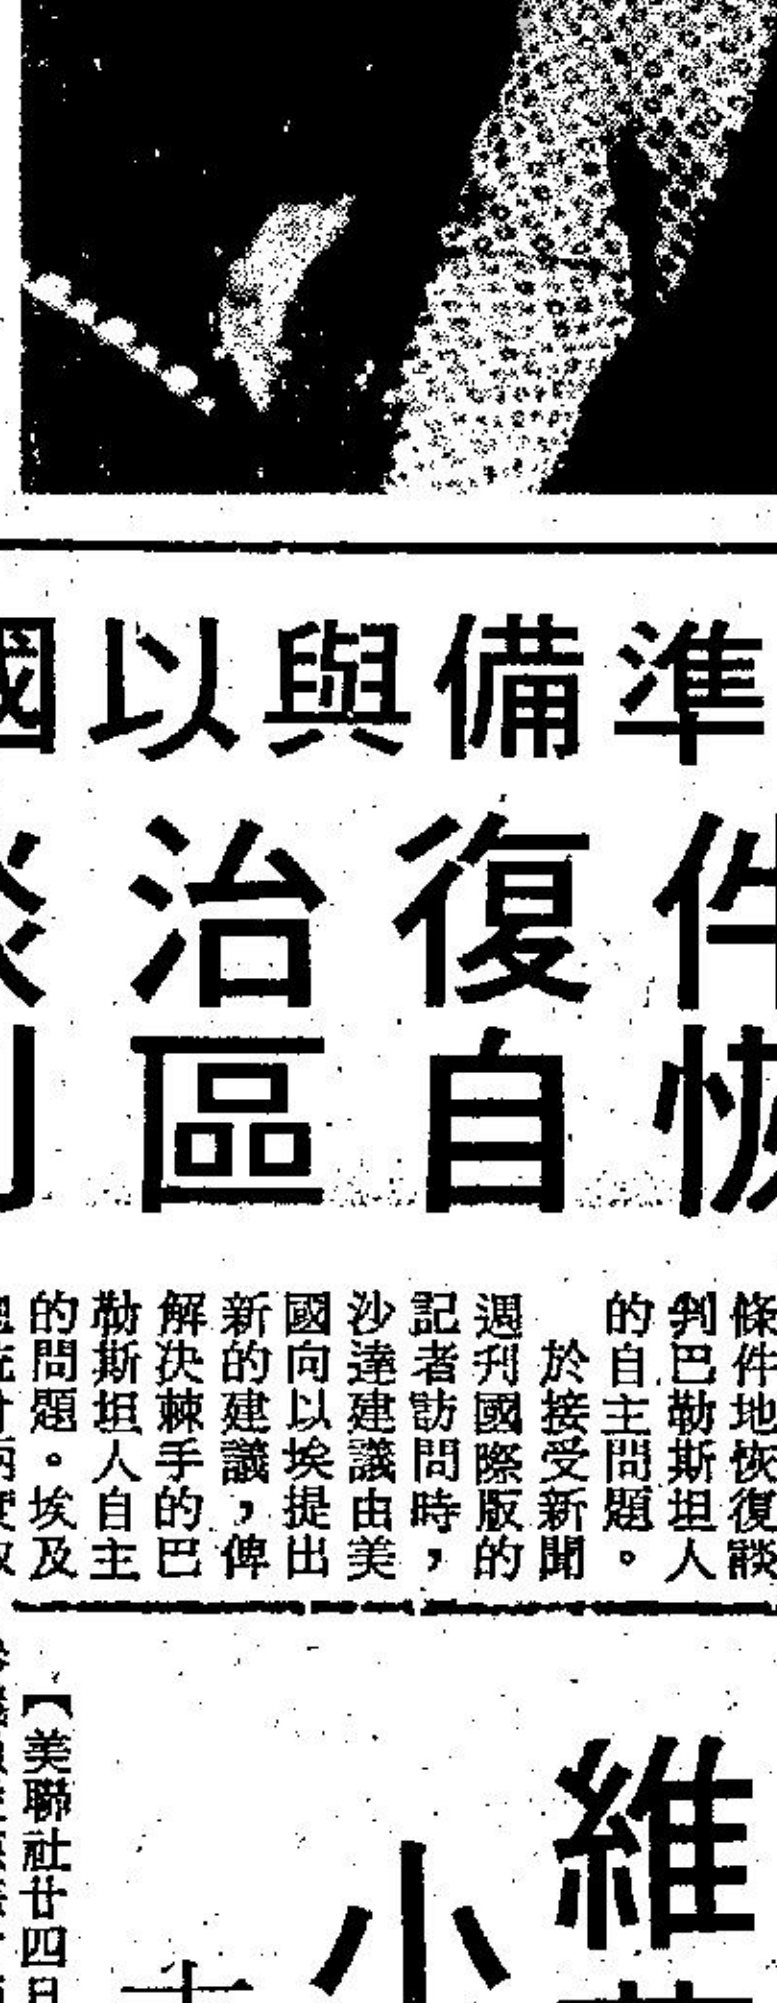 準備與以國
件恢
復自
治區
條件地恢復談
判巴勒斯坦人
的自主問題。
於接受新聞
週刊國際版的
記者訪問時，
沙達建議由美
國向以埃提出
新的建議，俾
解決棘手的巴
勒斯坦人自主
的問題。埃及
維
小
【美聯社廿四日